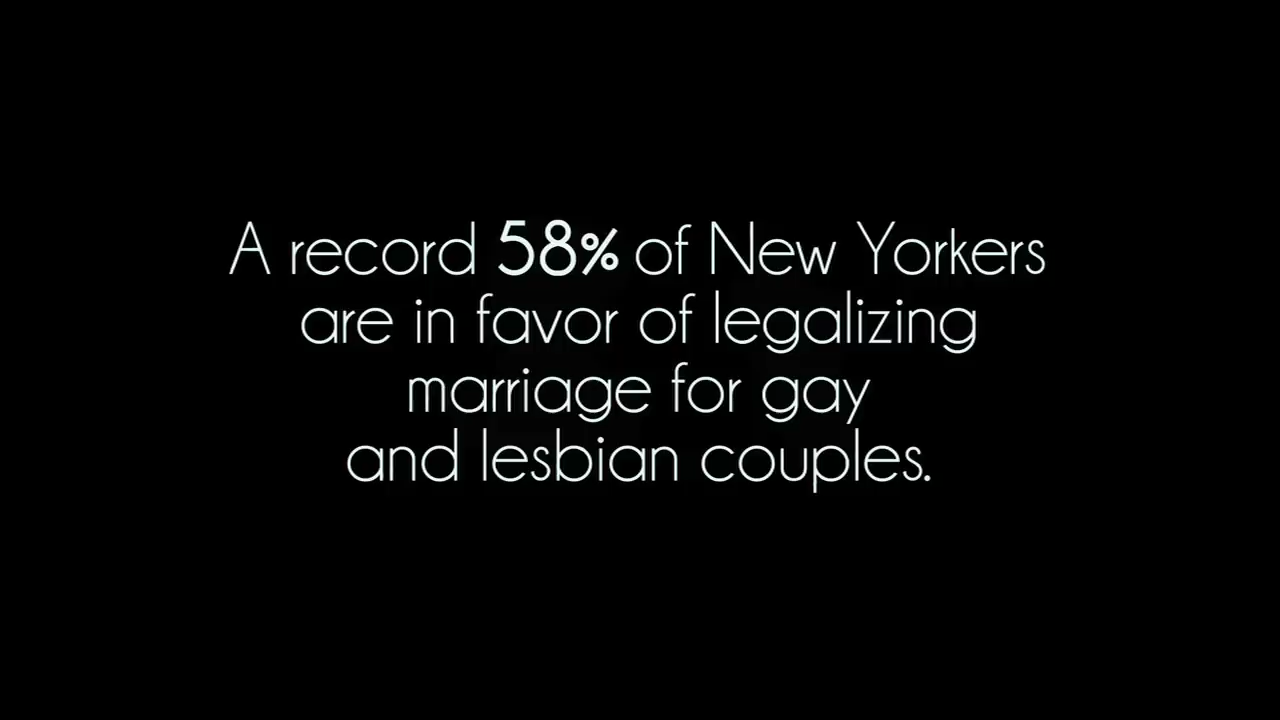 A record 58% of New Yorkers
are in favor of legalizing
marriage for gay
and lesbian couples.